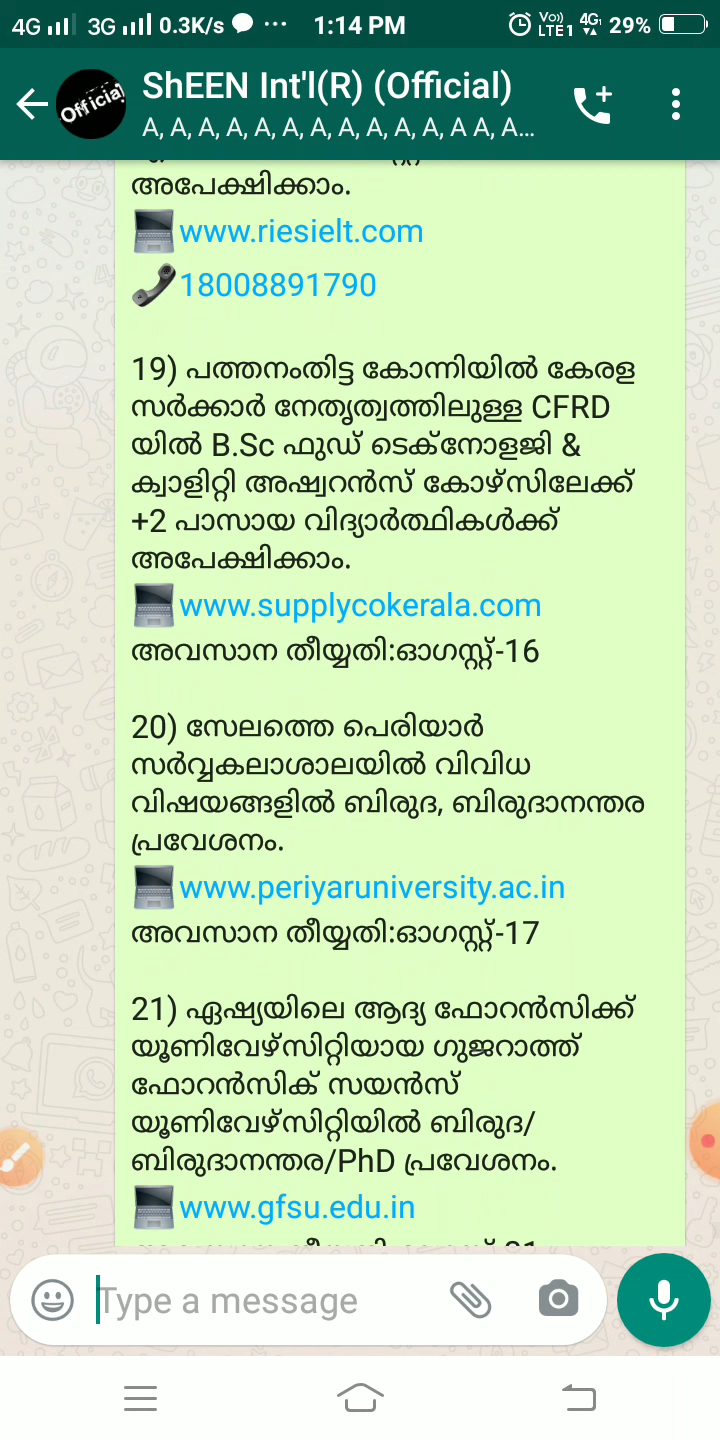 4G 3G 0.3K/s ... 1:14 PM Vo)) LTE1 4G 29%
Official
ShEEN Int'l(R) (Official)
A, A, A, A, A, A, A, A, A, A, A A, A...
അപേക്ഷിക്കാം.
www.riesielt.com
18008891790
19) പത്തനംതിട്ട കോന്നിയിൽ കേരള
സർക്കാർ നേതൃത്വത്തിലുള്ള CFRD
യിൽ B.Sc ഫുഡ് ടെക്നോളജി &
ക്വാളിറ്റി അഷ്വറൻസ് കോഴ്സിലേക്ക്
+2 പാസായ വിദ്യാർത്ഥികൾക്ക്
അപേക്ഷിക്കാം.
www.supplycokerala.com
അവസാന തീയ്യതി:ഓഗസ്റ്റ്-16
20) സേലത്തെ പെരിയാർ
സർവ്വകലാശാലയിൽ വിവിധ
വിഷയങ്ങളിൽ ബിരുദ, ബിരുദാനന്തര
പ്രവേശനം.
www.periyaruniversity.ac.in
അവസാന തീയ്യതി:ഓഗസ്റ്റ്-17
21) ഏഷ്യയിലെ ആദ്യ ഫോറൻസിക്ക്
യൂണിവേഴ്സിറ്റിയായ ഗുജറാത്ത്
ഫോറൻസിക് സയൻസ്
യൂണിവേഴ്സിറ്റിയിൽ ബിരുദ/
ബിരുദാനന്തര/PhD പ്രവേശനം.
www.gfsu.edu.in
Type a message